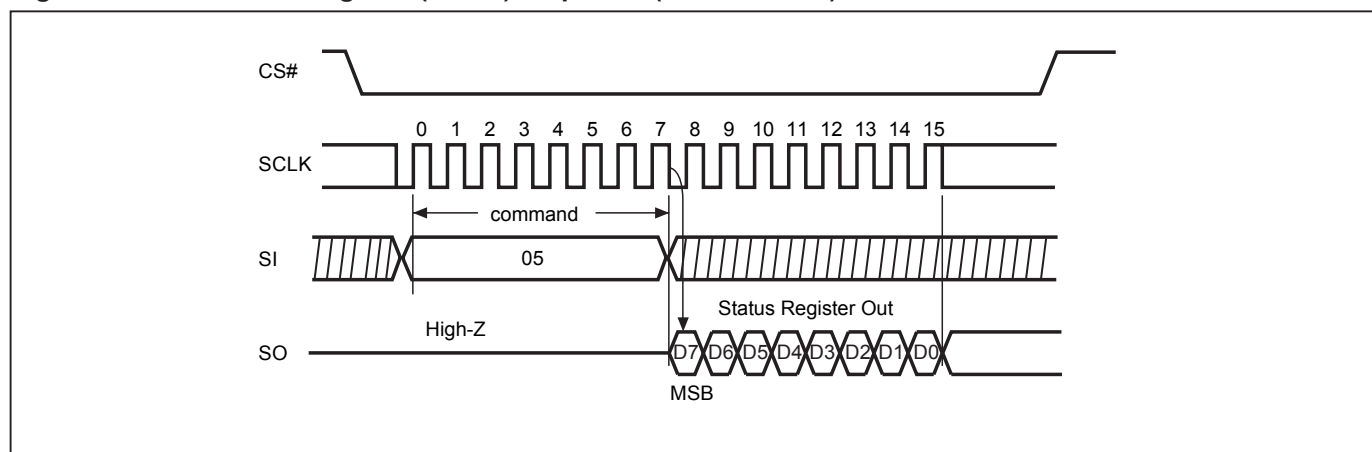 CS#
0 1 2 3 4 5 6 7 8 9 10 11 12 13 14 15
SCLK
command
SI
05
Status Register Out
High-Z
SO
D7 D6 D5 D4 D3 D2 D1 D0
MSB